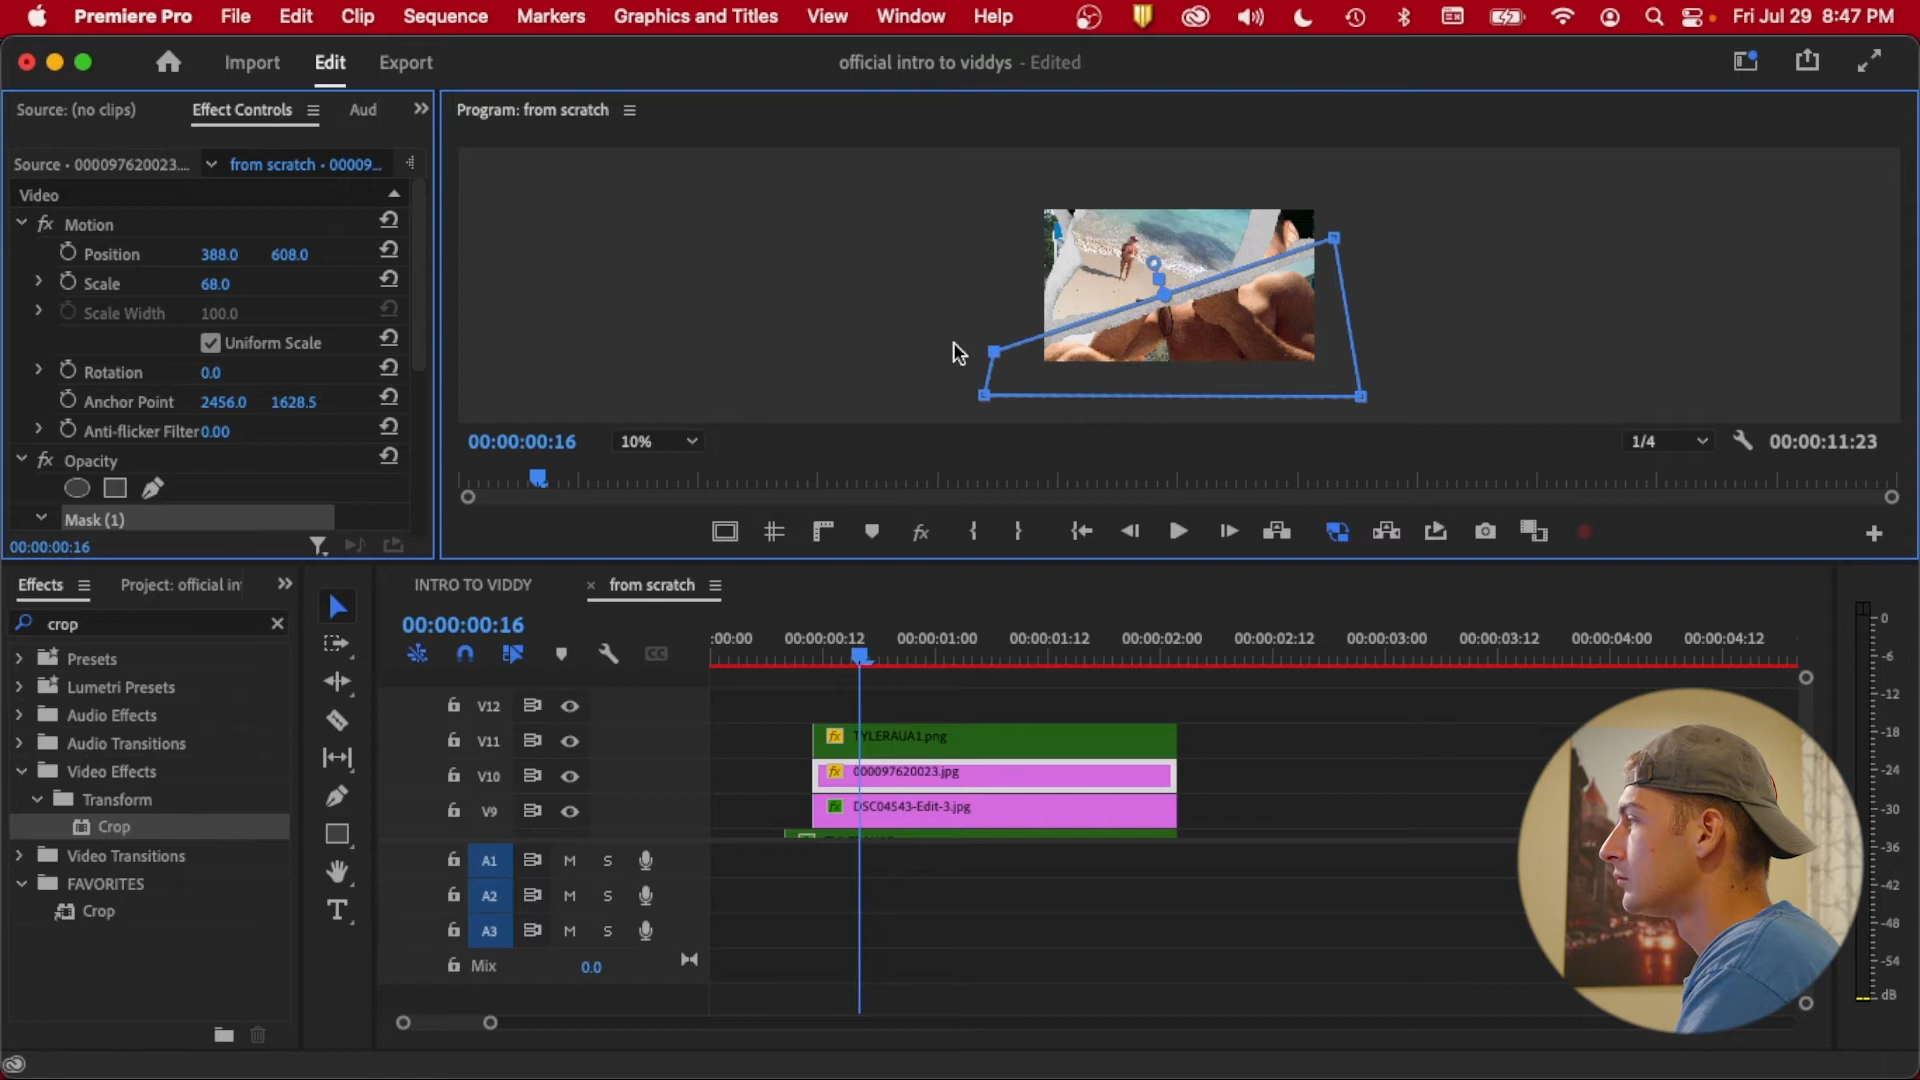 Premiere Pro File Edit Clip Sequence Markers Graphics and Titles View Window Help Fri Jul 29 8:47 PM
Import Edit Export official intro to viddys - Edited
Source: (no clips) Effect Controls Aud
Program: from scratch
Source • 000097620023.... from scratch • 00009...
Video
fx Motion
Position 388.0 608.0
Scale 68.0
Scale Width 100.0
Uniform Scale
Rotation 0.0
Anchor Point 2456.0 1628.5
Anti-flicker Filter 0.00
fx Opacity
Mask (1)
00:00:00:16
00:00:00:16 10% 1/4 00:00:11:23
fx
Effects Project: official in
crop
Presets
Lumetri Presets
Audio Effects
Audio Transitions
Video Effects
Transform
Crop
Video Transitions
FAVORITES
Crop
INTRO TO VIDDY × from scratch
00:00:00:16
CC
:00:00 00:00:00:12 00:00:01:00 00:00:01:12 00:00:02:00 00:00:02:12 00:00:03:00 00:00:03:12 00:00:04:00 00:00:04:12
V12
V11 fx TYLERAUA1.png
V10 fx 000097620023.jpg
V9 fx DSC04543-Edit-3.jpg
A1 M S
A2 M S
A3 M S
Mix 0.0
0
-6
-12
-18
-24
-30
-36
-42
-48
-54
dB